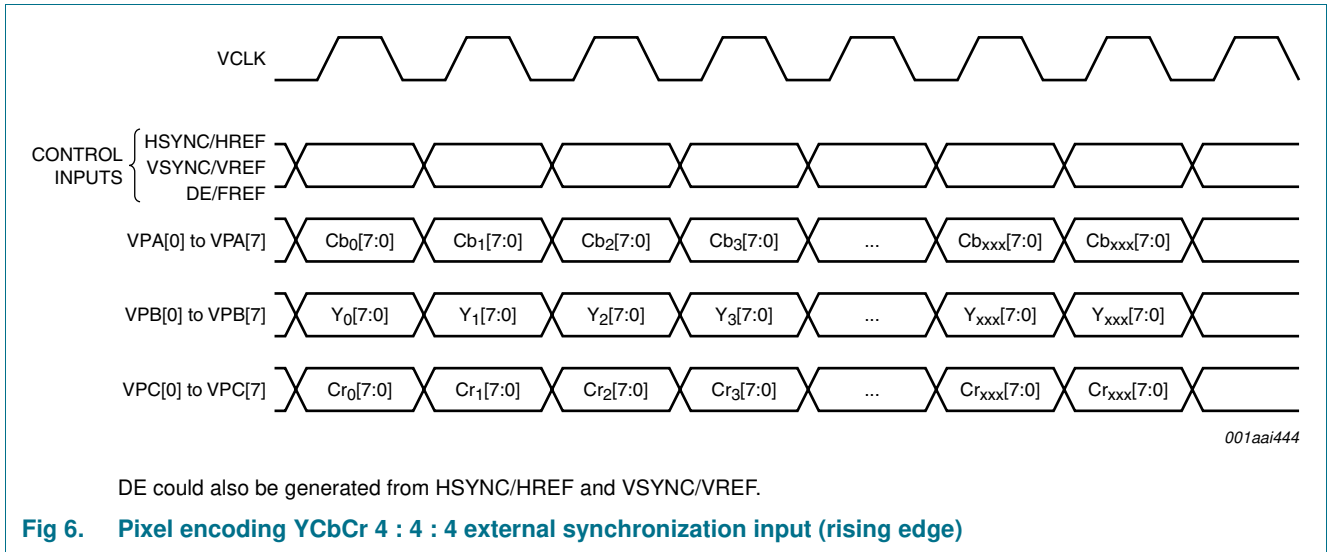 VCLK
CONTROL INPUTS
HSYNC/HREF
VSYNC/VREF
DE/FREF
VPA[0] to VPA[7] Cb0[7:0] Cb1[7:0] Cb2[7:0] Cb3[7:0] ... Cbxxx[7:0] Cbxxx[7:0]
VPB[0] to VPB[7] Y0[7:0] Y1[7:0] Y2[7:0] Y3[7:0] ... Yxxx[7:0] Yxxx[7:0]
VPC[0] to VPC[7] Cr0[7:0] Cr1[7:0] Cr2[7:0] Cr3[7:0] ... Crxxx[7:0] Crxxx[7:0]
001aai444
DE could also be generated from HSYNC/HREF and VSYNC/VREF.
Fig 6. Pixel encoding YCbCr 4 : 4 : 4 external synchronization input (rising edge)